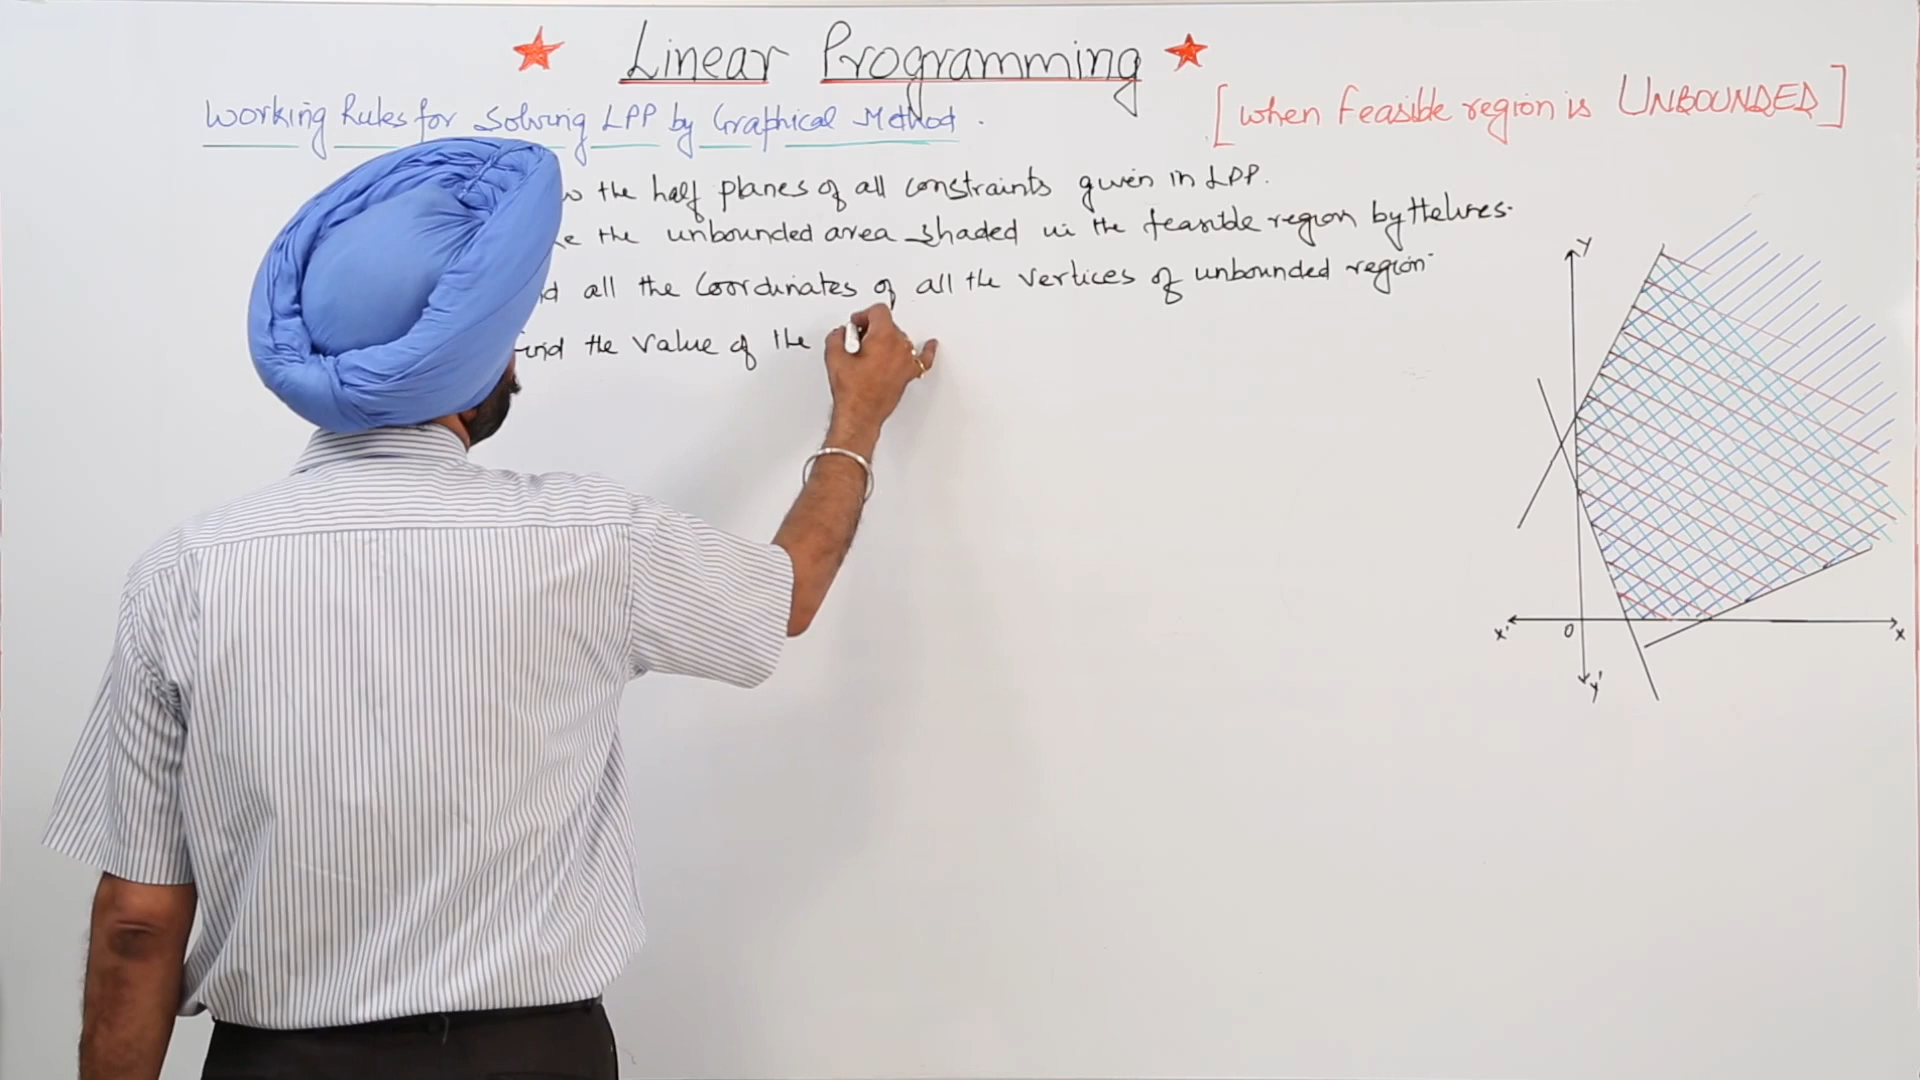 Linear Programming
Working Rules for Solving LPP by Graphical Method.
[When Feasible region is UNBOUNDED]
the half planes of all constraints given in LPP.
the unbounded area shaded in the feasible region by the lines.
all the Coordinates of all the vertices of unbounded region.
Find the value of the
Y
X'
O
X
Y'